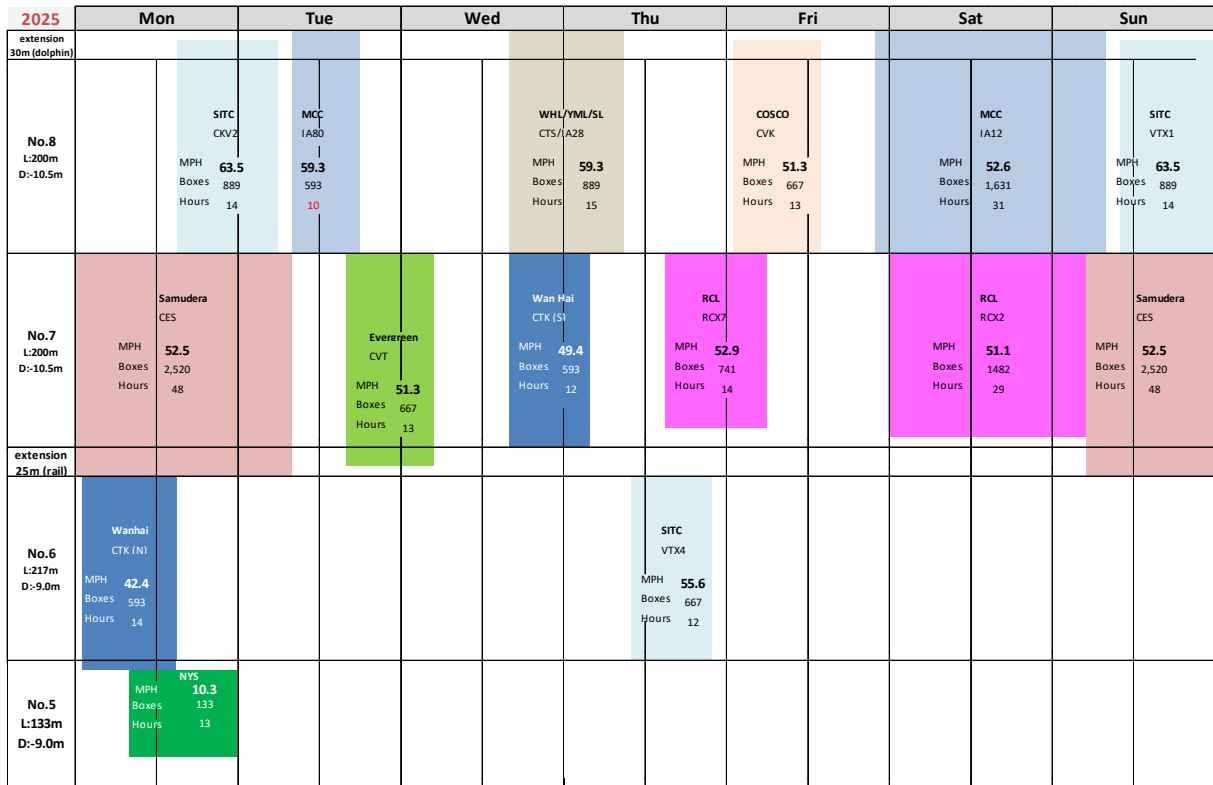 2025 Mon Tue Wed Thu Fri Sat Sun
extension
30m (dolphin)
No.8
L:200m
D:-10.5m
SITC
CKV2
MPH 63.5
Boxes 889
Hours 14
MCC
IA80
59.3
593
10
WHL/YML/SL
CTS/IA28
MPH 59.3
Boxes 889
Hours 15
COSCO
CVK
MPH 51.3
Boxes 667
Hours 13
MCC
IA12
MPH 52.6
Boxes 1,631
Hours 31
SITC
VTX1
MPH 63.5
Boxes 889
Hours 14
No.7
L:200m
D:-10.5m
Samudera
CES
MPH 52.5
Boxes 2,520
Hours 48
Evergreen
CVT
MPH 51.3
Boxes 667
Hours 13
Wan Hai
CTK (S)
MPH 49.4
Boxes 593
Hours 12
RCL
RCX7
MPH 52.9
Boxes 741
Hours 14
RCL
RCX2
MPH 51.1
Boxes 1482
Hours 29
Samudera
CES
MPH 52.5
Boxes 2,520
Hours 48
extension
25m (rail)
No.6
L:217m
D:-9.0m
Wanhai
CTK (N)
MPH 42.4
Boxes 593
Hours 14
SITC
VTX4
MPH 55.6
Boxes 667
Hours 12
No.5
L:133m
D:-9.0m
NYS
MPH 10.3
Boxes 133
Hours 13